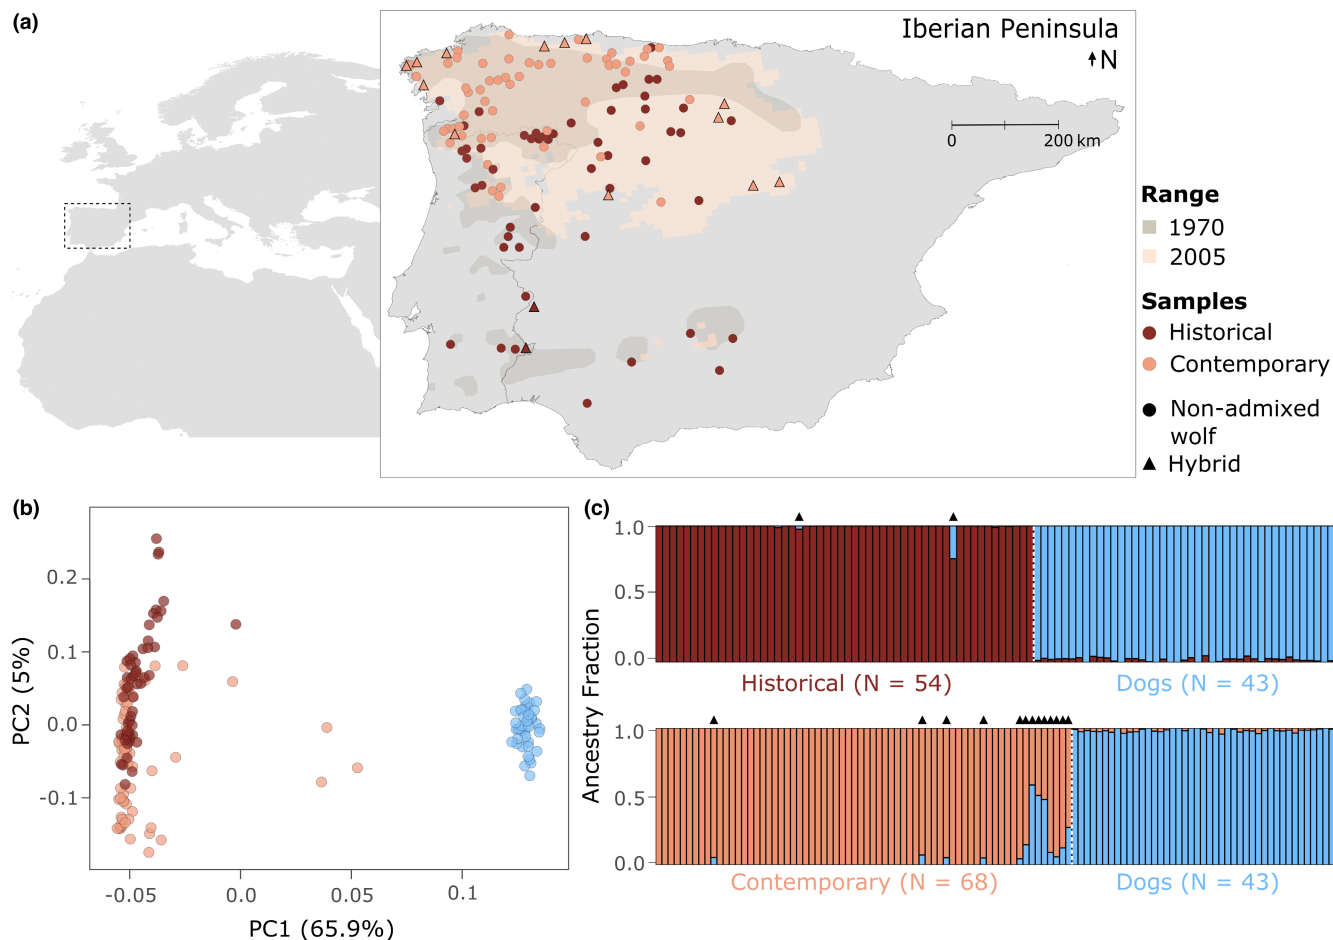 (a)
Iberian Peninsula
N
0
200 km
Range
1970
2005
Samples
Historical
Contemporary
Non-admixed
wolf
Hybrid
(b)
0.2
0.1
0.0
-0.1
PC2 (5%)
-0.05
0.0
0.05
0.1
PC1 (65.9%)
(c)
Ancestry Fraction
1.0
0.5
0.0
Historical (N = 54)
Dogs (N = 43)
1.0
0.5
0.0
Contemporary (N = 68)
Dogs (N = 43)